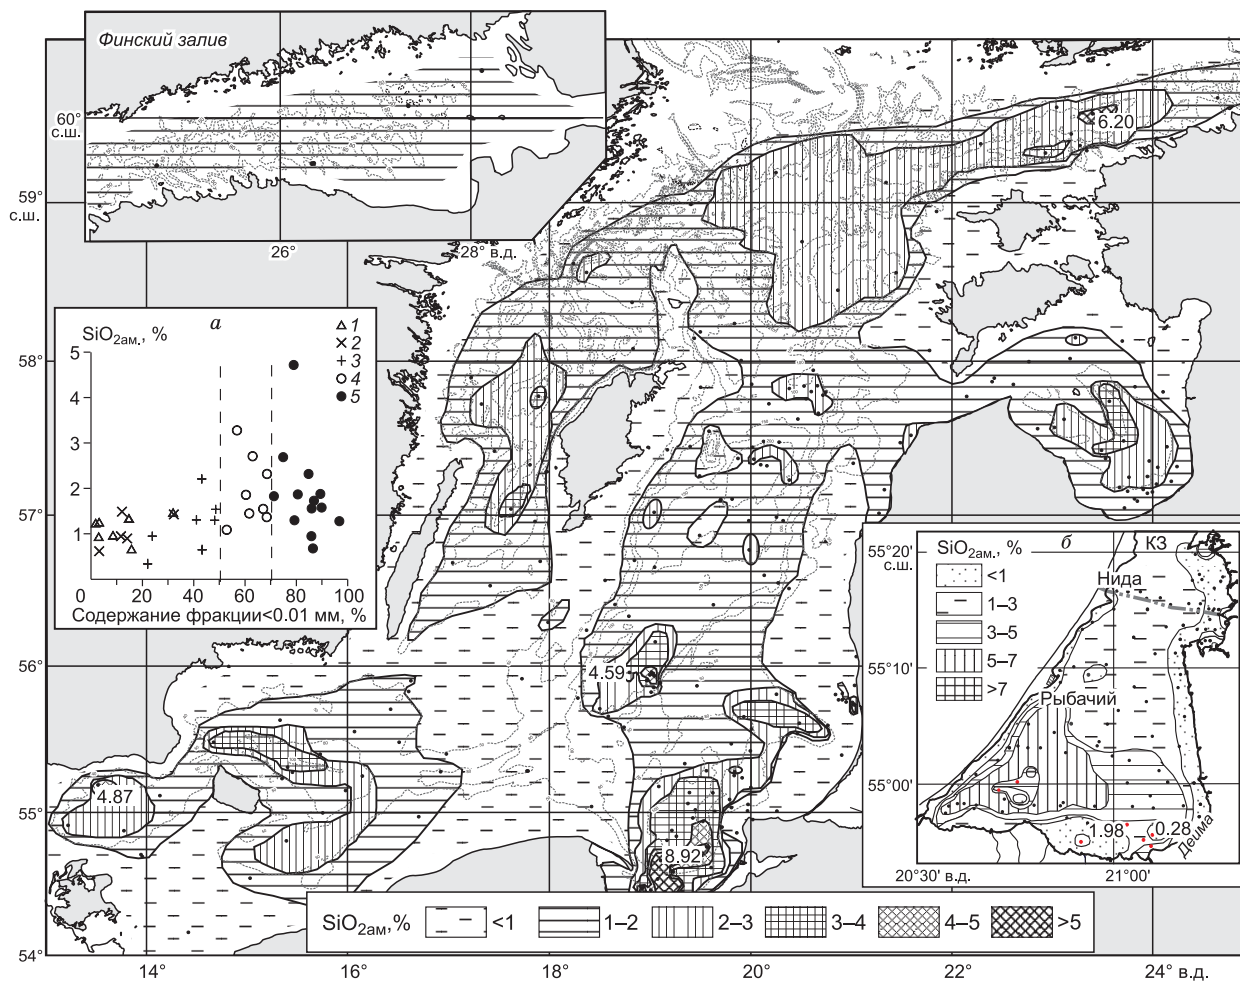 Финский залив
60°
с.ш.
26°
28° в.д.
59°
с.ш.
58°
57°
56°
55°
54°
14°
16°
18°
20°
22°
24° в.д.
6.20
4.59
4.87
8.92
SiO2ам., %
а
1
2
3
4
5
5
4
3
2
1
0 20 40 60 80 100
Содержание фракции<0.01 мм, %
SiO2ам., %
б
КЗ
<1
1–3
3–5
5–7
>7
55°20'
с.ш.
55°10'
55°00'
Нида
Рыбачий
1.98
0.28
Дейма
20°30' в.д.
21°00'
SiO2ам,%
<1
1–2
2–3
3–4
4–5
>5